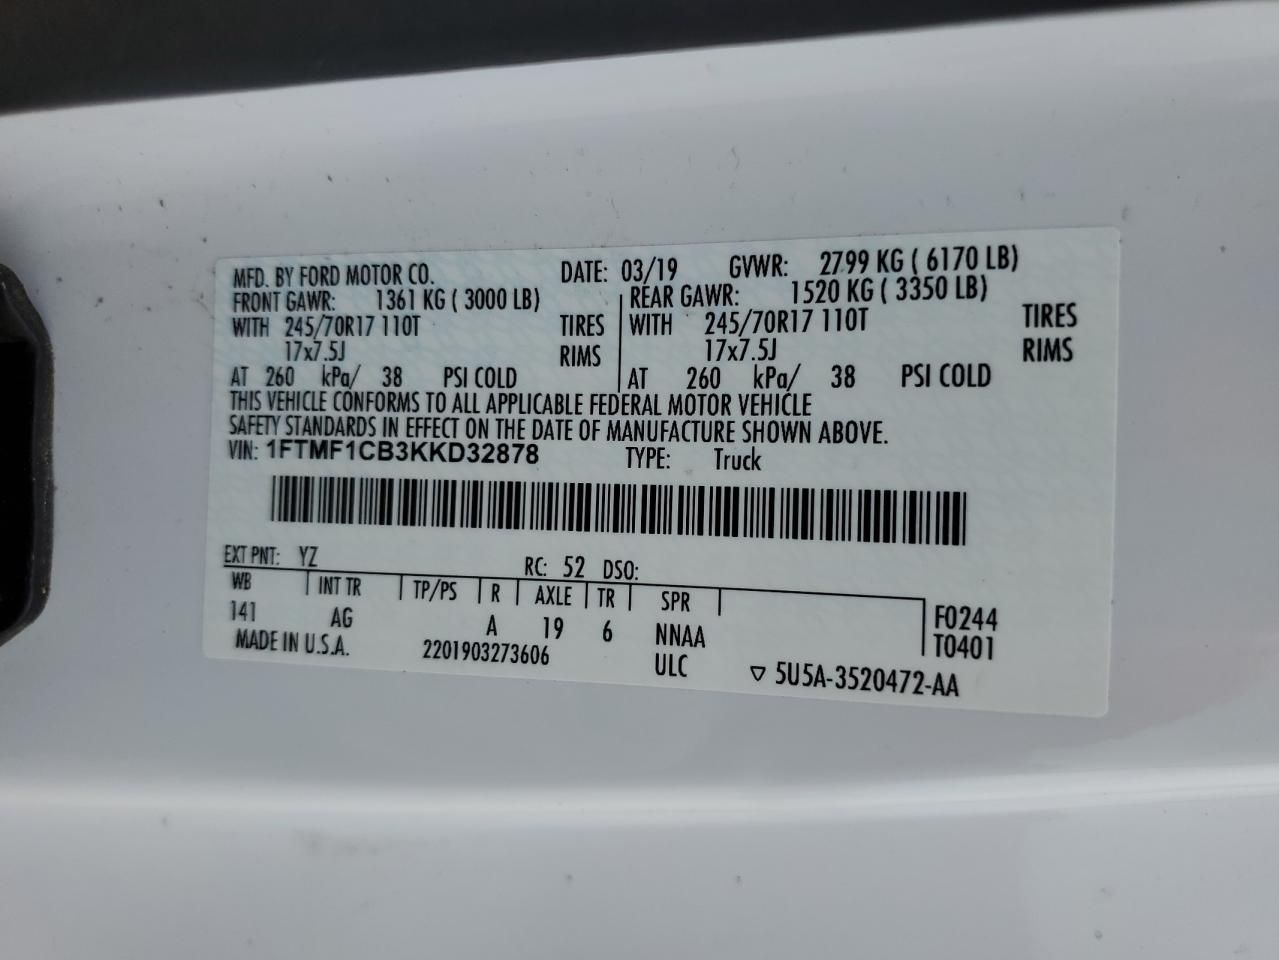 MFD. BY FORD MOTOR CO. DATE: 03/19 GVWR: 2799 KG ( 6170 LB)
FRONT GAWR: 1361 KG ( 3000 LB) REAR GAWR: 1520 KG ( 3350 LB)
WITH 245/70R17 110T TIRES WITH 245/70R17 110T TIRES
17x7.5J RIMS 17x7.5J RIMS
AT 260 kPa/ 38 PSI COLD AT 260 kPa/ 38 PSI COLD
THIS VEHICLE CONFORMS TO ALL APPLICABLE FEDERAL MOTOR VEHICLE
SAFETY STANDARDS IN EFFECT ON THE DATE OF MANUFACTURE SHOWN ABOVE.
VIN: 1FTMF1CB3KKD32878 TYPE: Truck
EXT PNT: YZ RC: 52 DSO:
WB INT TR TP/PS R AXLE TR SPR F0244
141 AG A 19 6 NNAA T0401
MADE IN U.S.A. 2201903273606 ULC ▽ 5U5A-3520472-AA